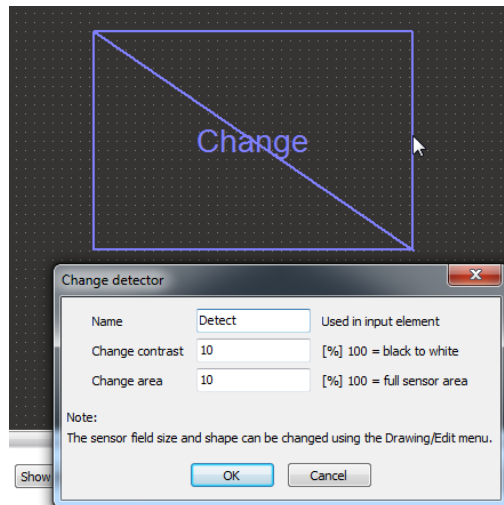 Change
Change detector
Name Detect Used in input element
Change contrast 10 [%] 100 = black to white
Change area 10 [%] 100 = full sensor area
Note:
The sensor field size and shape can be changed using the Drawing/Edit menu.
Show OK Cancel